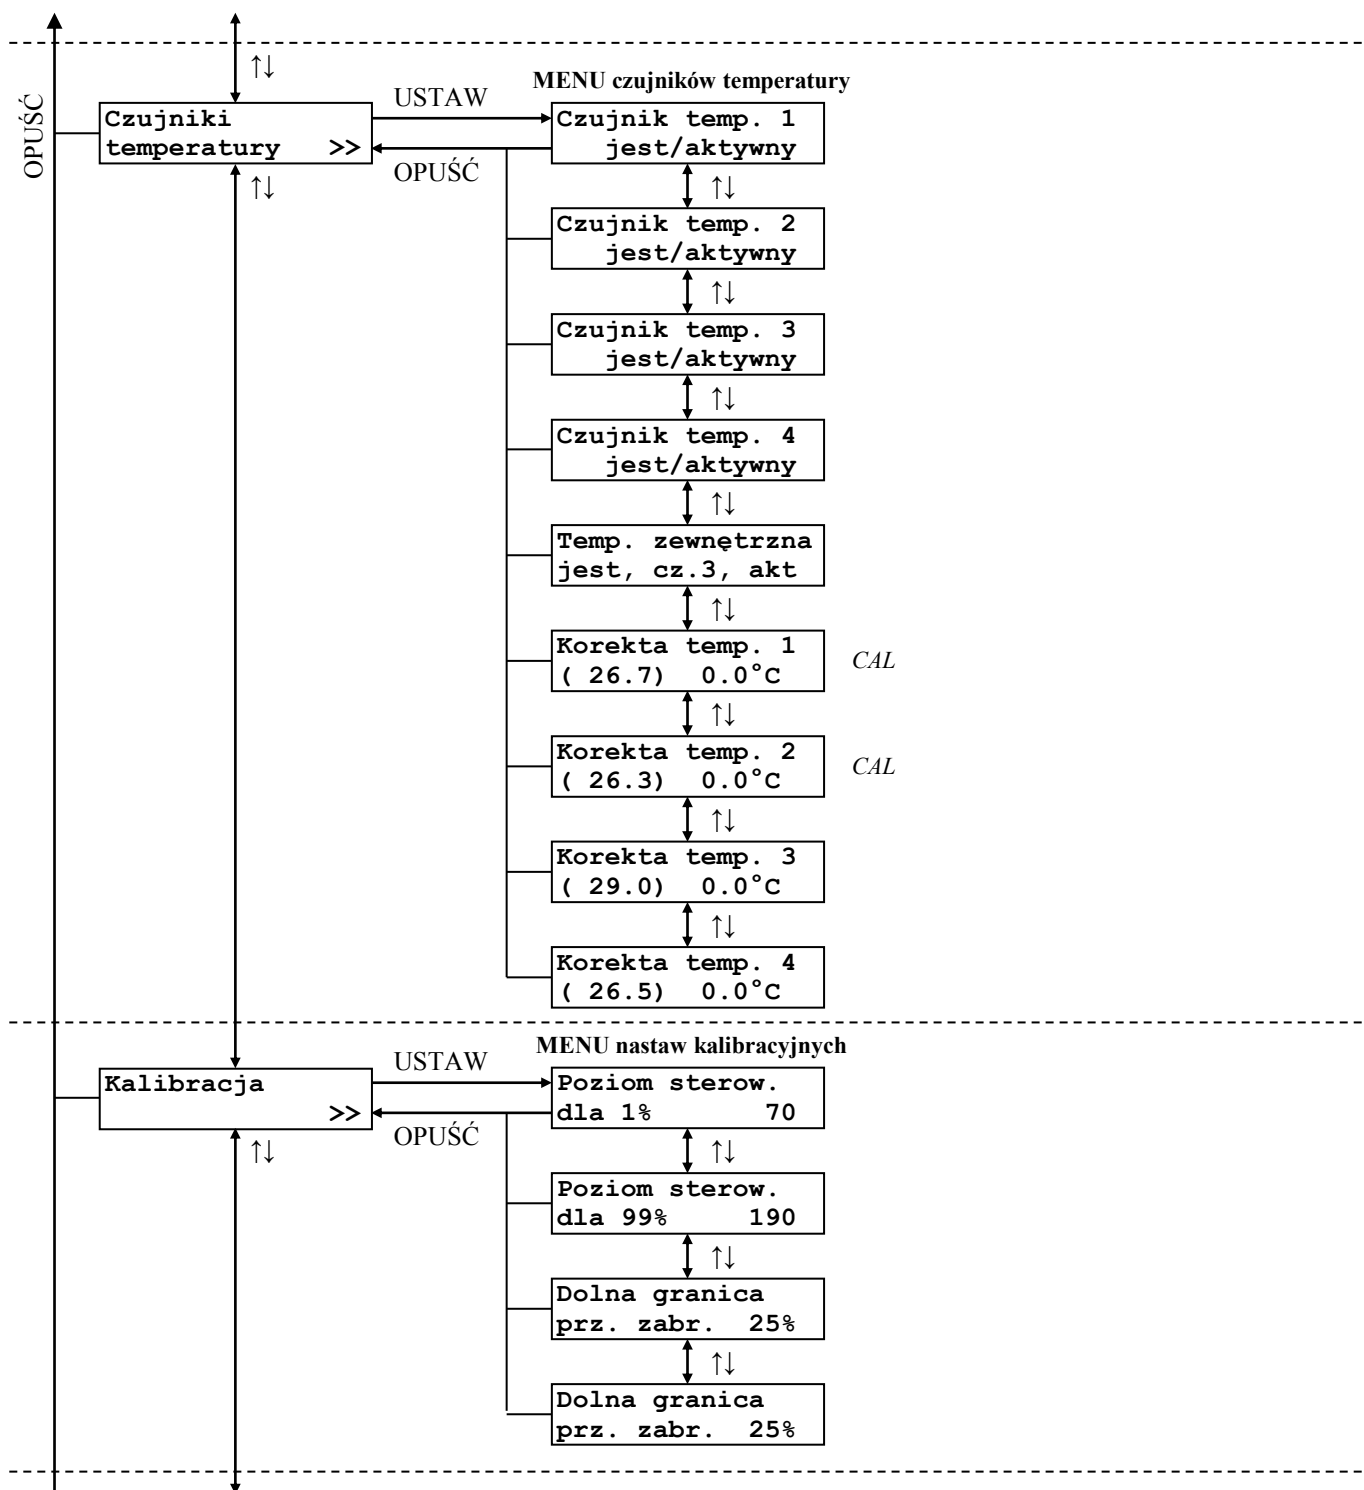 ↑↓
MENU czujników temperatury
OPUŚĆ
Czujniki
temperatury >>
USTAW
OPUŚĆ
↑↓
Czujnik temp. 1
jest/aktywny
↑↓
Czujnik temp. 2
jest/aktywny
↑↓
Czujnik temp. 3
jest/aktywny
↑↓
Czujnik temp. 4
jest/aktywny
↑↓
Temp. zewnętrzna
jest, cz.3, akt
↑↓
Korekta temp. 1
( 26.7) 0.0°C
CAL
↑↓
Korekta temp. 2
( 26.3) 0.0°C
CAL
↑↓
Korekta temp. 3
( 29.0) 0.0°C
↑↓
Korekta temp. 4
( 26.5) 0.0°C
MENU nastaw kalibracyjnych
Kalibracja
>>
USTAW
OPUŚĆ
↑↓
Poziom sterow.
dla 1% 70
↑↓
Poziom sterow.
dla 99% 190
↑↓
Dolna granica
prz. zabr. 25%
↑↓
Dolna granica
prz. zabr. 25%